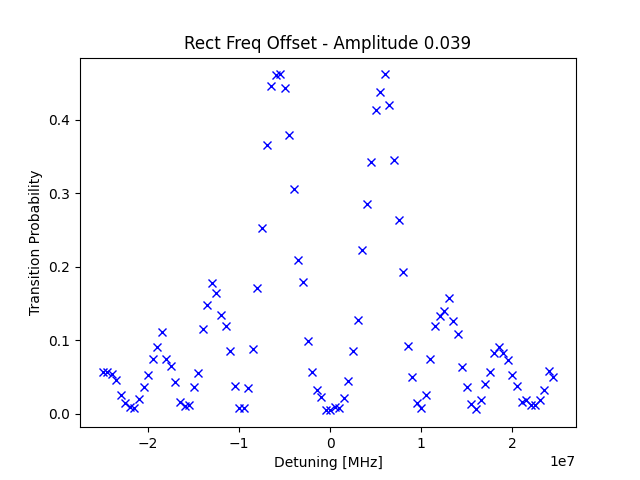 Rect Freq Offset - Amplitude 0.039
Transition Probability
0.4
0.3
0.2
0.1
0.0
−2
−1
0
1
2
1e7
Detuning [MHz]